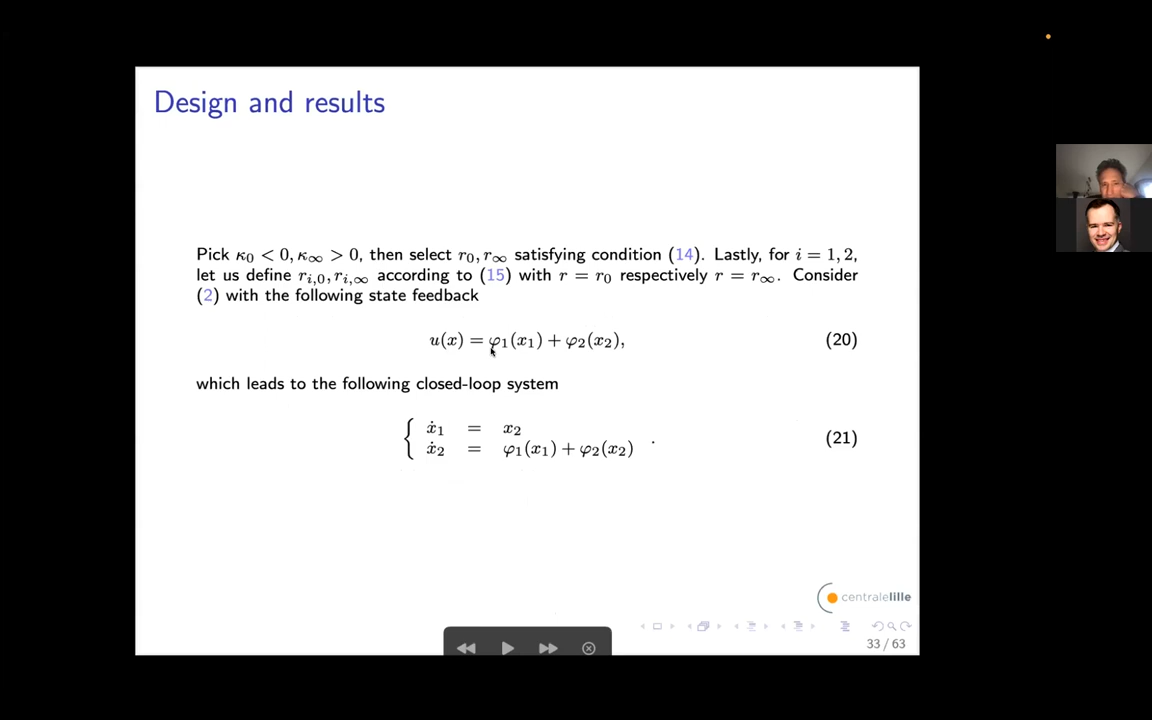 Design and results
Pick κ₀ < 0, κ∞ > 0, then select r₀, r∞ satisfying condition (14). Lastly, for i = 1, 2,
let us define rᵢ,₀, rᵢ,∞ according to (15) with r = r₀ respectively r = r∞. Consider
(2) with the following state feedback
u(x) = φ₁(x₁) + φ₂(x₂), (20)
which leads to the following closed-loop system
{ ẋ₁ = x₂
ẋ₂ = φ₁(x₁) + φ₂(x₂) . (21)
centralelille
33 / 63